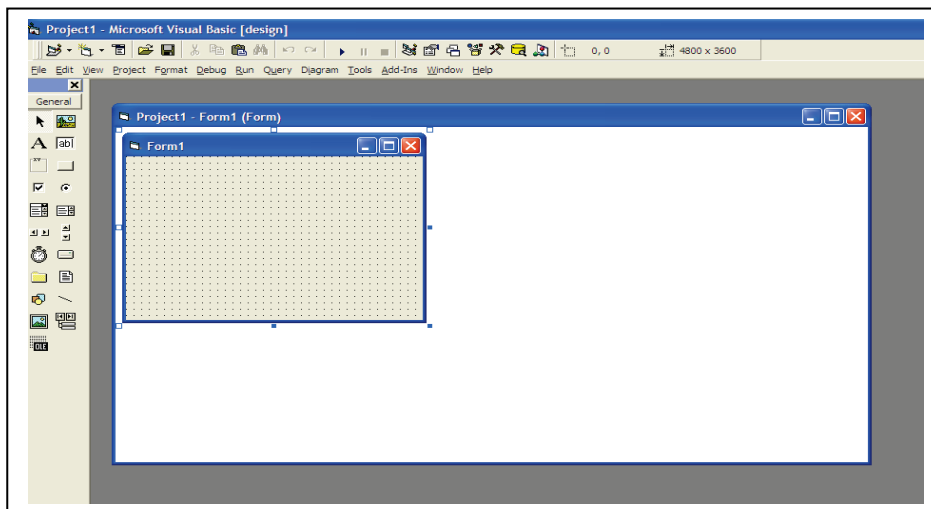 Project1 - Microsoft Visual Basic [design]
0, 0 4800 x 3600
File Edit View Project Format Debug Run Query Diagram Tools Add-Ins Window Help
General
Project1 - Form1 (Form)
A abl
Form1
XY
OLE